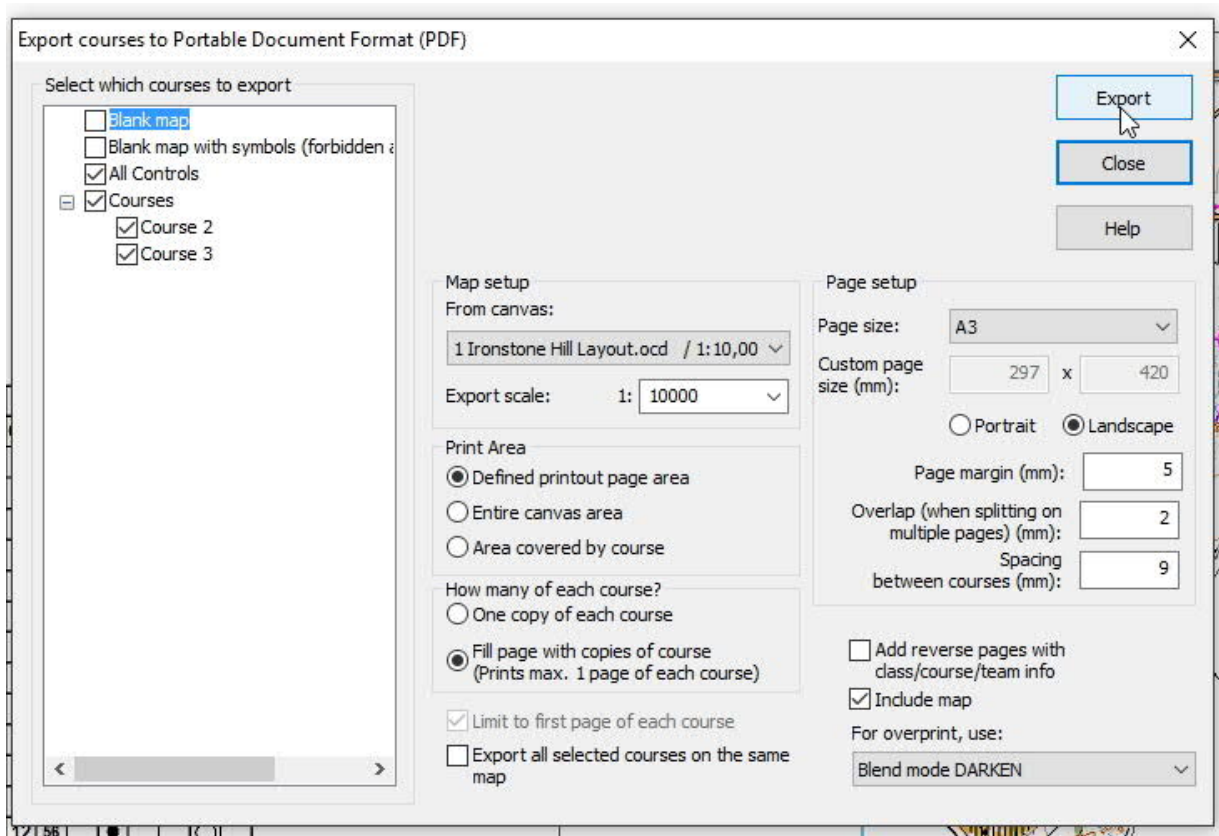 Export courses to Portable Document Format (PDF)
Select which courses to export
Blank map
Blank map with symbols (forbidden a
All Controls
Courses
Course 2
Course 3
Export
Close
Help
Map setup
From canvas:
1 Ironstone Hill Layout.ocd / 1:10,00
Export scale: 1: 10000
Print Area
Defined printout page area
Entire canvas area
Area covered by course
How many of each course?
One copy of each course
Fill page with copies of course
(Prints max. 1 page of each course)
Limit to first page of each course
Export all selected courses on the same
map
Page setup
Page size: A3
Custom page
size (mm): 297 x 420
Portrait Landscape
Page margin (mm): 5
Overlap (when splitting on
multiple pages) (mm): 2
Spacing
between courses (mm): 9
Add reverse pages with
class/course/team info
Include map
For overprint, use:
Blend mode DARKEN
12 56